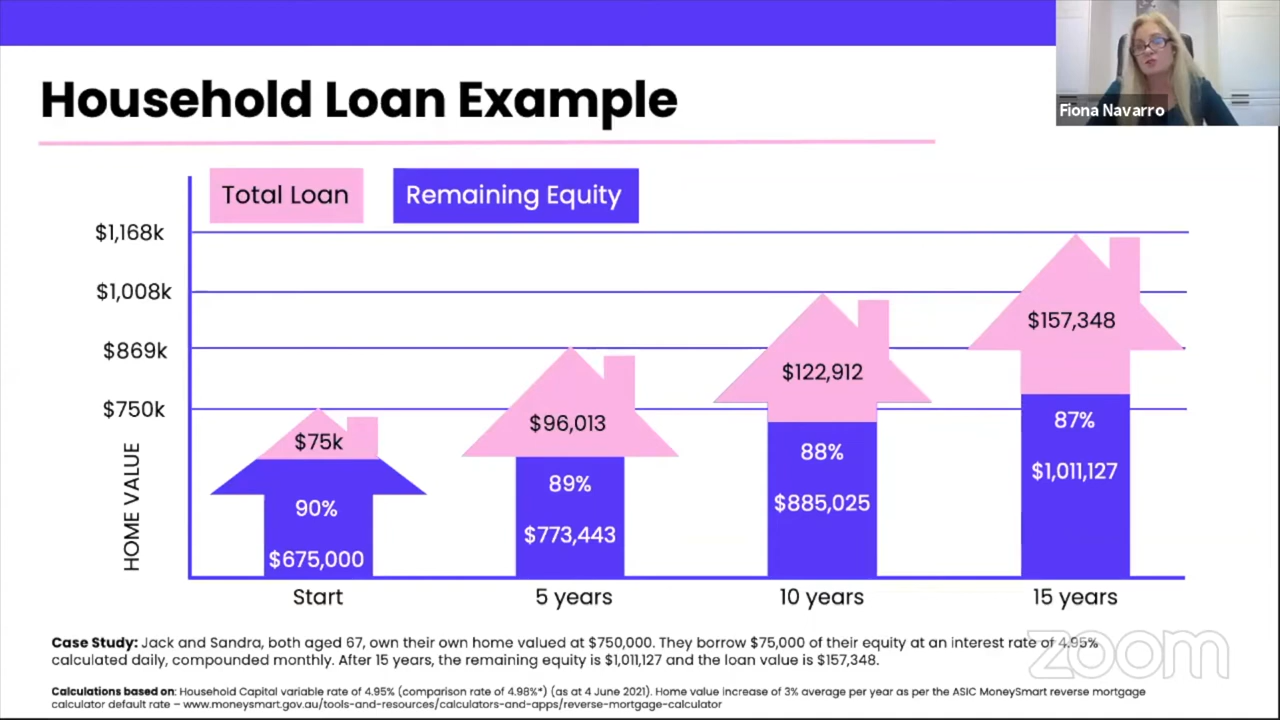 Fiona Navarro
Household Loan Example
Total Loan
Remaining Equity
$1,168k
$1,008k
$869k
$750k
HOME VALUE
$75k
90%
$675,000
$96,013
89%
$773,443
$122,912
88%
$885,025
$157,348
87%
$1,011,127
Start
5 years
10 years
15 years
Case Study: Jack and Sandra, both aged 67, own their own home valued at $750,000. They borrow $75,000 of their equity at an interest rate of 4.95%
calculated daily, compounded monthly. After 15 years, the remaining equity is $1,011,127 and the loan value is $157,348.
zoom
Calculations based on: Household Capital variable rate of 4.95% (comparison rate of 4.98%*) (as at 4 June 2021). Home value increase of 3% average per year as per the ASIC MoneySmart reverse mortgage
calculator default rate – www.moneysmart.gov.au/tools-and-resources/calculators-and-apps/reverse-mortgage-calculator